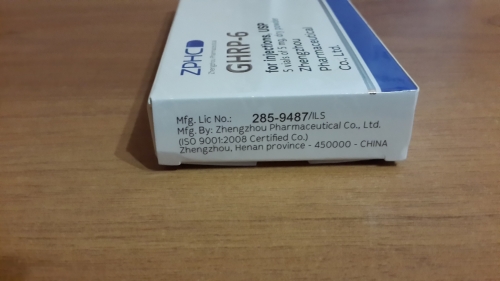 ZPHC
Zhengzhou Pharmaceutical
GHRP-6
for injections, USP
5 vials of 5 mg, dry powder
Zhengzhou
Pharmaceutical
Co., Ltd.
Mfg. Lic No.: 285-9487/ILS
Mfg. By: Zhengzhou Pharmaceutical Co., Ltd.
(ISO 9001:2008 Certified Co.)
Zhengzhou, Henan province - 450000 - CHINA